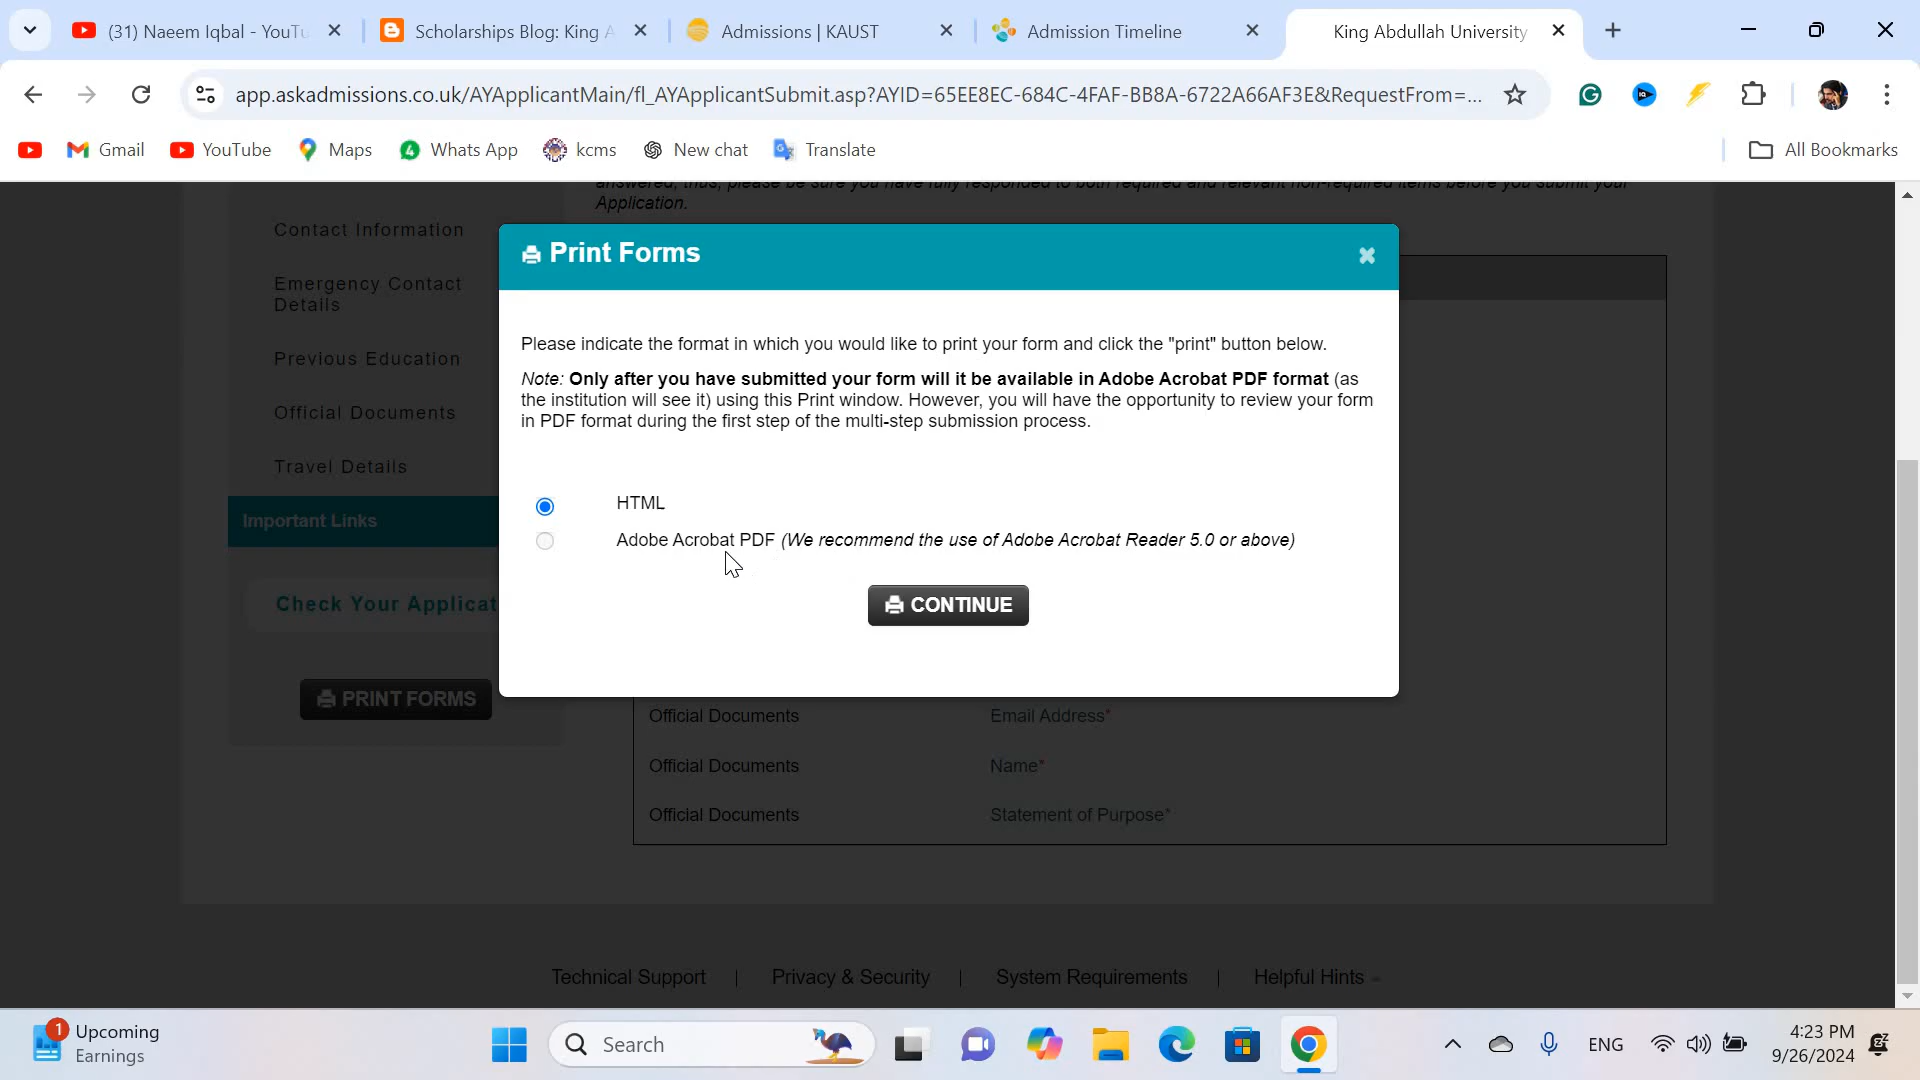 (31) Naeem Iqbal - YouTu
Scholarships Blog: King A
Admissions | KAUST
Admission Timeline
King Abdullah University
app.askadmissions.co.uk/AYApplicantMain/fl_AYApplicantSubmit.asp?AYID=65EE8EC-684C-4FAF-BB8A-6722A66AF3E&RequestFrom=...
Gmail
YouTube
Maps
Whats App
kcms
New chat
Translate
All Bookmarks
answered; thus, please be sure you have fully responded to both required and relevant non-required items before you submit your
Application.
Contact Information
Emergency Contact
Details
Previous Education
Official Documents
Travel Details
Important Links
Check Your Applicat
PRINT FORMS
Print Forms
Please indicate the format in which you would like to print your form and click the "print" button below.
Note: Only after you have submitted your form will it be available in Adobe Acrobat PDF format (as
the institution will see it) using this Print window. However, you will have the opportunity to review your form
in PDF format during the first step of the multi-step submission process.
HTML
Adobe Acrobat PDF (We recommend the use of Adobe Acrobat Reader 5.0 or above)
CONTINUE
Official Documents Email Address*
Official Documents Name*
Official Documents Statement of Purpose*
Technical Support | Privacy & Security | System Requirements | Helpful Hints
1
Upcoming
Earnings
Search
ENG
4:23 PM
9/26/2024